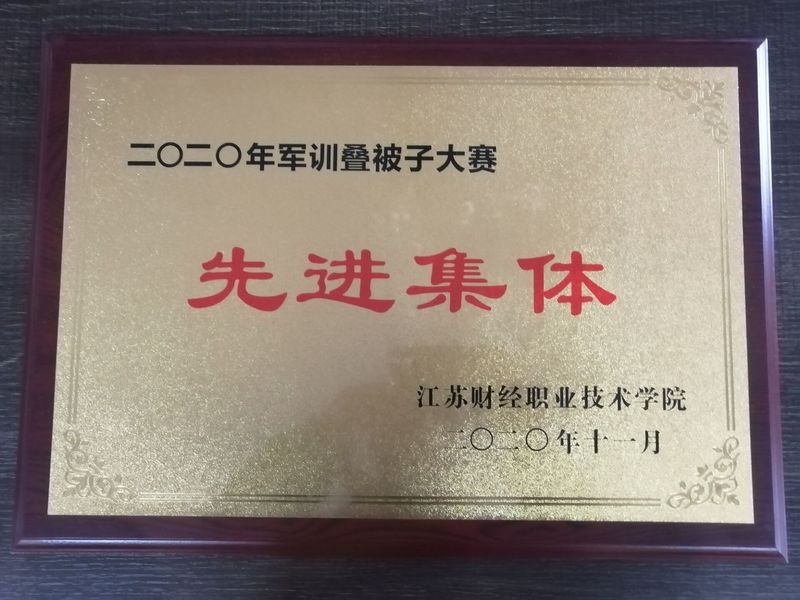 二〇二〇年军训叠被子大赛
先进集体
江苏财经职业技术学院
二〇二〇年十一月